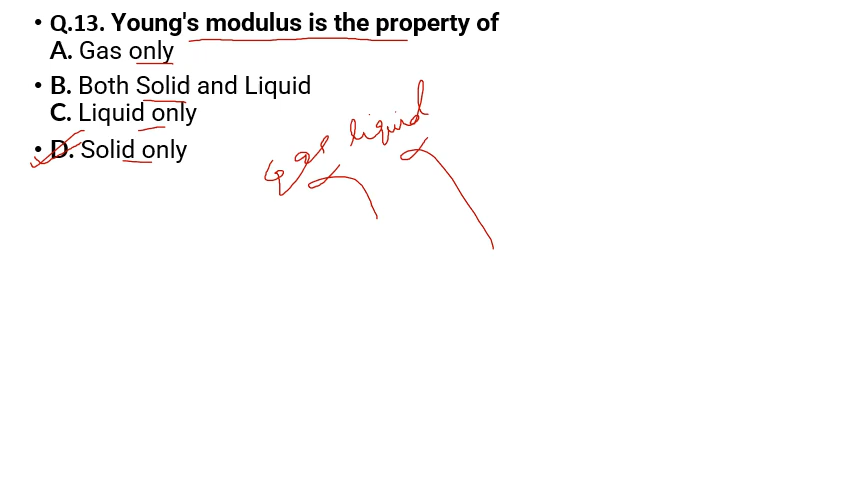 • Q.13. Young's modulus is the property of
A. Gas only
• B. Both Solid and Liquid
C. Liquid only
• D. Solid only
Gas liquid